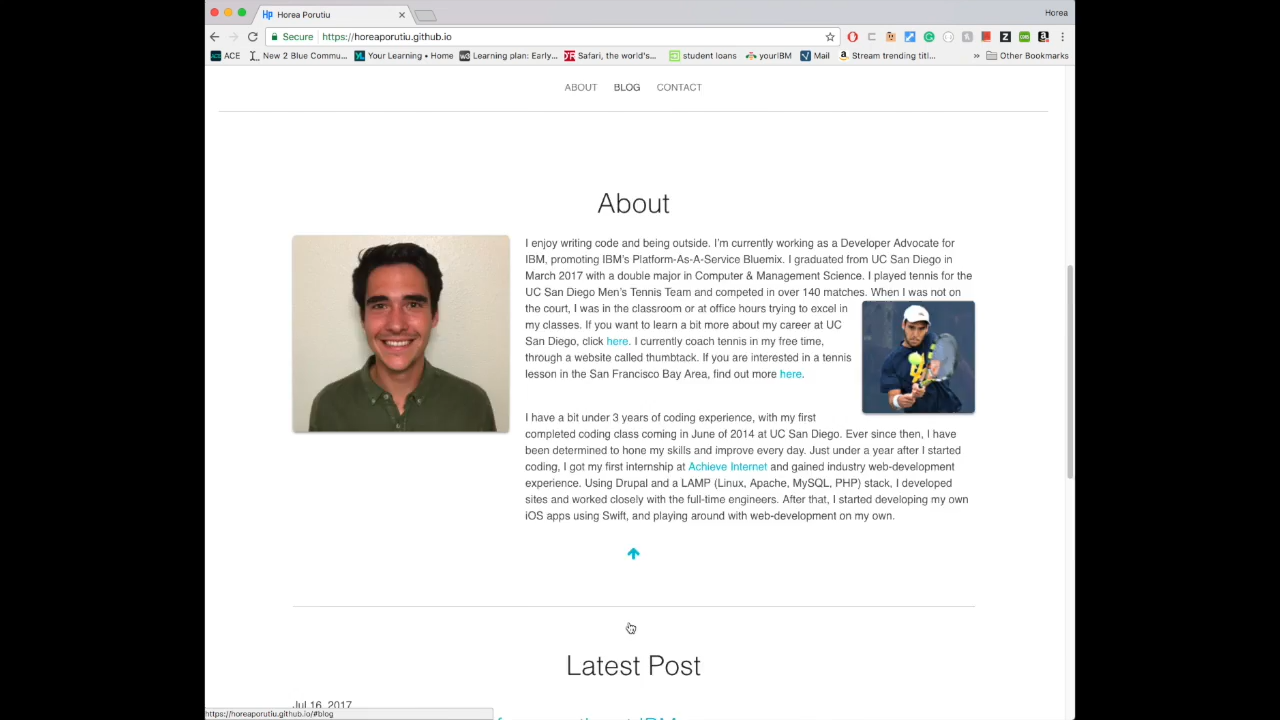 Horea Porutiu
Horea
Secure https://horeaporutiu.github.io
ACE New 2 Blue Commu... Your Learning • Home Learning plan: Early... Safari, the world's... student loans yourIBM Mail Stream trending titl... » Other Bookmarks
ABOUT BLOG CONTACT
About
I enjoy writing code and being outside. I'm currently working as a Developer Advocate for
IBM, promoting IBM's Platform-As-A-Service Bluemix. I graduated from UC San Diego in
March 2017 with a double major in Computer & Management Science. I played tennis for the
UC San Diego Men's Tennis Team and competed in over 140 matches. When I was not on
the court, I was in the classroom or at office hours trying to excel in
my classes. If you want to learn a bit more about my career at UC
San Diego, click here. I currently coach tennis in my free time,
through a website called thumbtack. If you are interested in a tennis
lesson in the San Francisco Bay Area, find out more here.
I have a bit under 3 years of coding experience, with my first
completed coding class coming in June of 2014 at UC San Diego. Ever since then, I have
been determined to hone my skills and improve every day. Just under a year after I started
coding, I got my first internship at Achieve Internet and gained industry web-development
experience. Using Drupal and a LAMP (Linux, Apache, MySQL, PHP) stack, I developed
sites and worked closely with the full-time engineers. After that, I started developing my own
iOS apps using Swift, and playing around with web-development on my own.
Latest Post
Jul 16, 2017
https://horeaporutiu.github.io/#blog